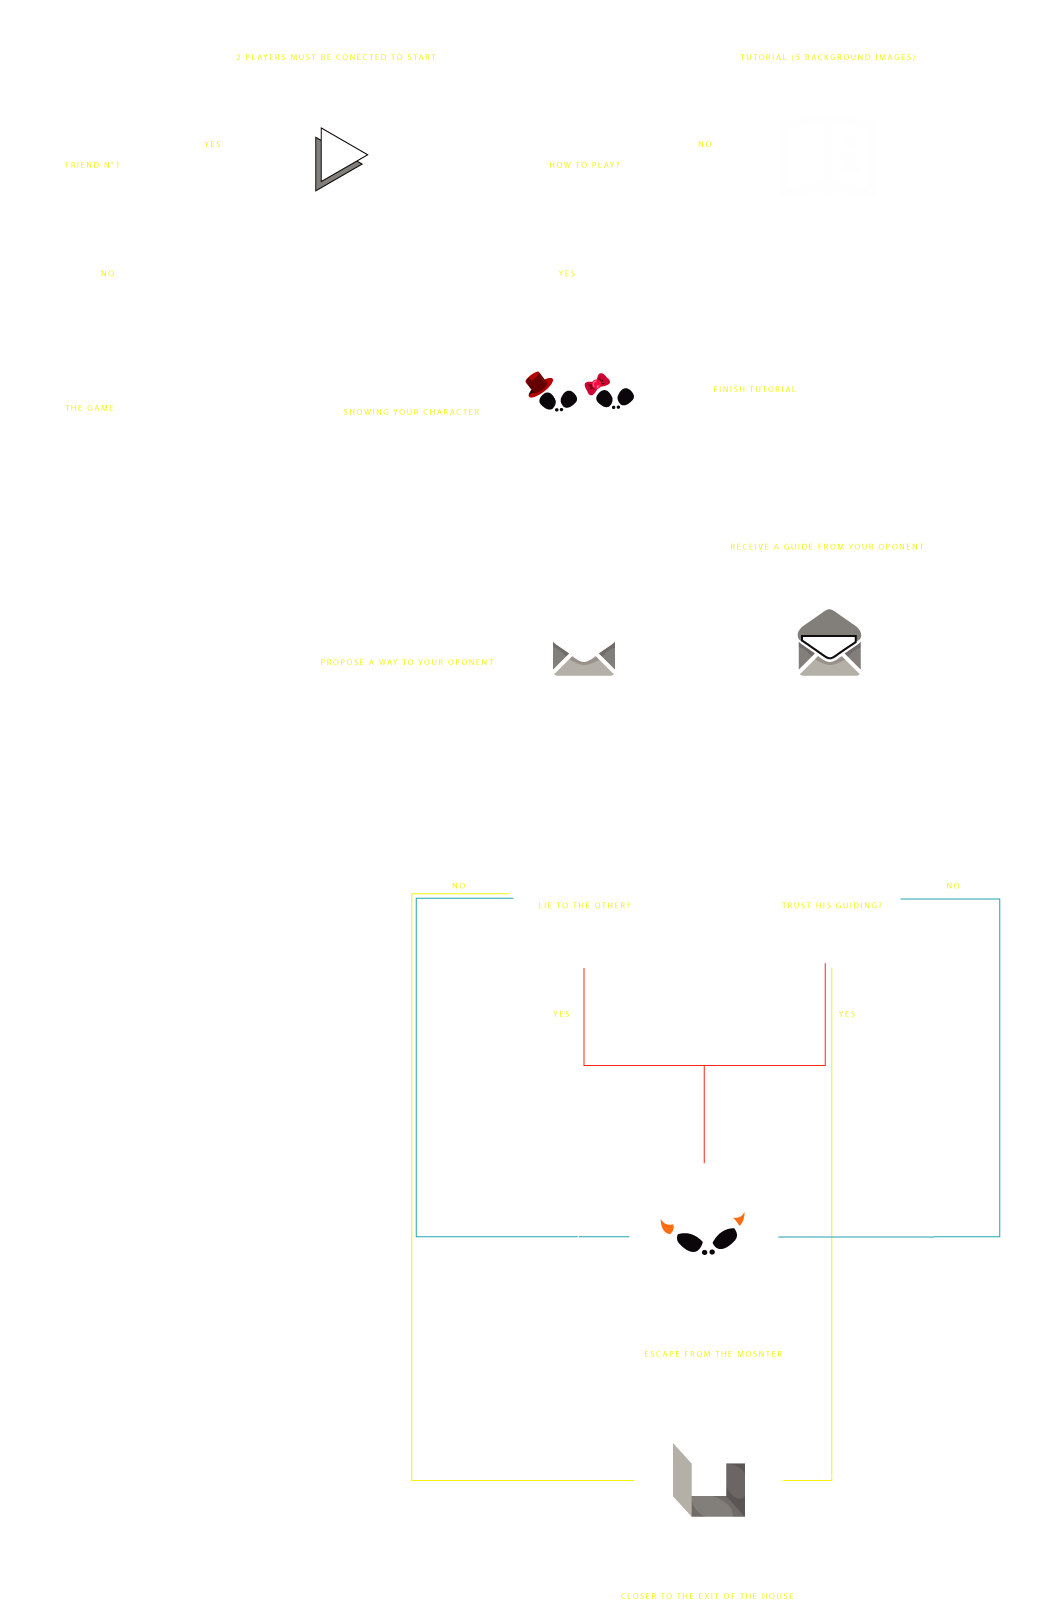 2 PLAYERS MUST BE CONECTED TO START
TUTORIAL (5 BACKGROUND IMAGES)
YES
NO
FRIEND Nº1
HOW TO PLAY?
NO
YES
FINISH TUTORIAL
THE GAME
SHOWING YOUR CHARACTER
RECEIVE A GUIDE FROM YOUR OPONENT
PROPOSE A WAY TO YOUR OPONENT
NO
NO
LIE TO THE OTHER?
TRUST HIS GUIDING?
YES
YES
ESCAPE FROM THE MOSNTER
CLOSER TO THE EXIT OF THE HOUSE